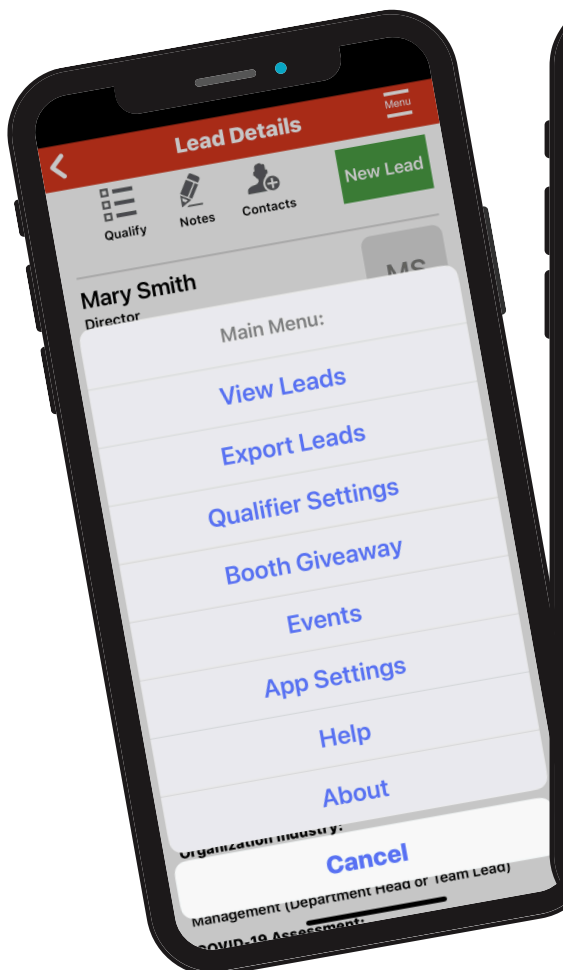 Lead Details
Menu
Qualify
Notes
Contacts
New Lead
Mary Smith
MS
Director
Main Menu:
View Leads
Export Leads
Qualifier Settings
Booth Giveaway
Events
App Settings
Help
About
Organization Industry:
Cancel
Management (Department Head or Team Lead)
COVID-19 Assessment: